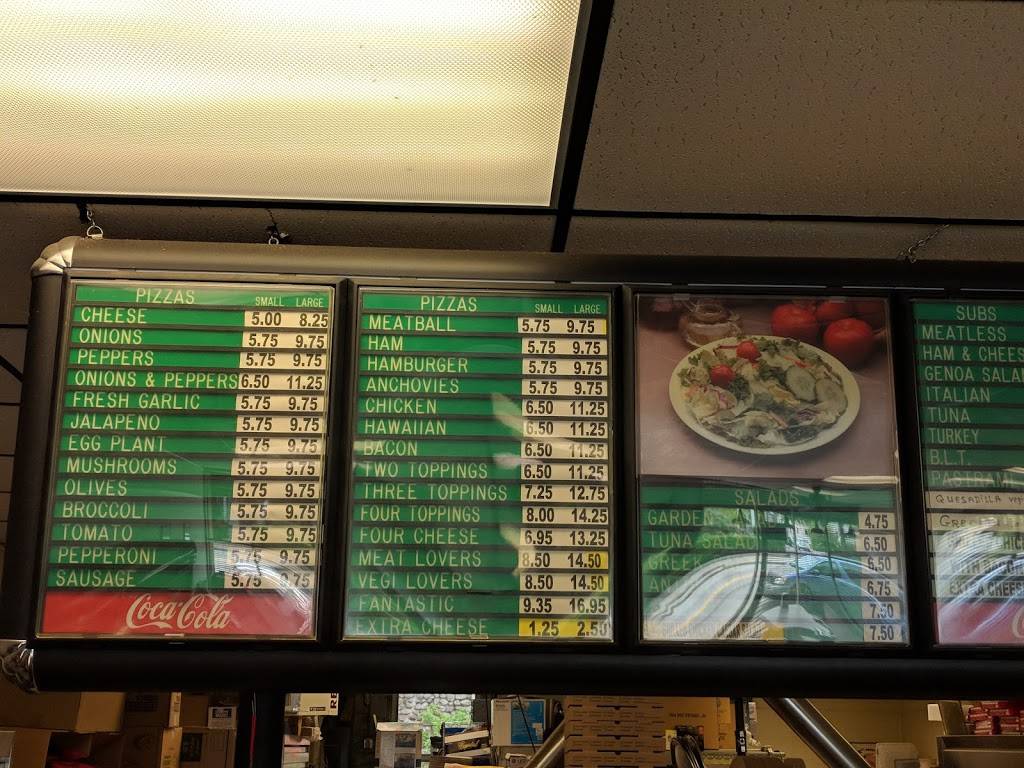 PIZZAS SMALL LARGE
CHEESE 5.00 8.25
ONIONS 5.75 9.75
PEPPERS 5.75 9.75
ONIONS & PEPPERS 6.50 11.25
FRESH GARLIC 5.75 9.75
JALAPENO 5.75 9.75
EGG PLANT 5.75 9.75
MUSHROOMS 5.75 9.75
OLIVES 5.75 9.75
BROCCOLI 5.75 9.75
TOMATO 5.75 9.75
PEPPERONI 5.75 9.75
SAUSAGE 5.75 9.75
Coca-Cola
PIZZAS SMALL LARGE
MEATBALL 5.75 9.75
HAM 5.75 9.75
HAMBURGER 5.75 9.75
ANCHOVIES 5.75 9.75
CHICKEN 6.50 11.25
HAWAIIAN 6.50 11.25
BACON 6.50 11.25
TWO TOPPINGS 6.50 11.25
THREE TOPPINGS 7.25 12.75
FOUR TOPPINGS 8.00 14.25
FOUR CHEESE 6.95 13.25
MEAT LOVERS 8.50 14.50
VEGI LOVERS 8.50 14.50
FANTASTIC 9.35 16.95
EXTRA CHEESE 1.25 2.50
SALADS
GARDEN 4.75
TUNA SALAD 6.50
GREEK 6.50
6.75
7.50
7.50
SUBS
MEATLESS
HAM & CHEES
GENOA SALA
ITALIAN
TUNA
TURKEY
B.L.T.
PASTRAMI
QUESADILLA
EXTRA CHEES